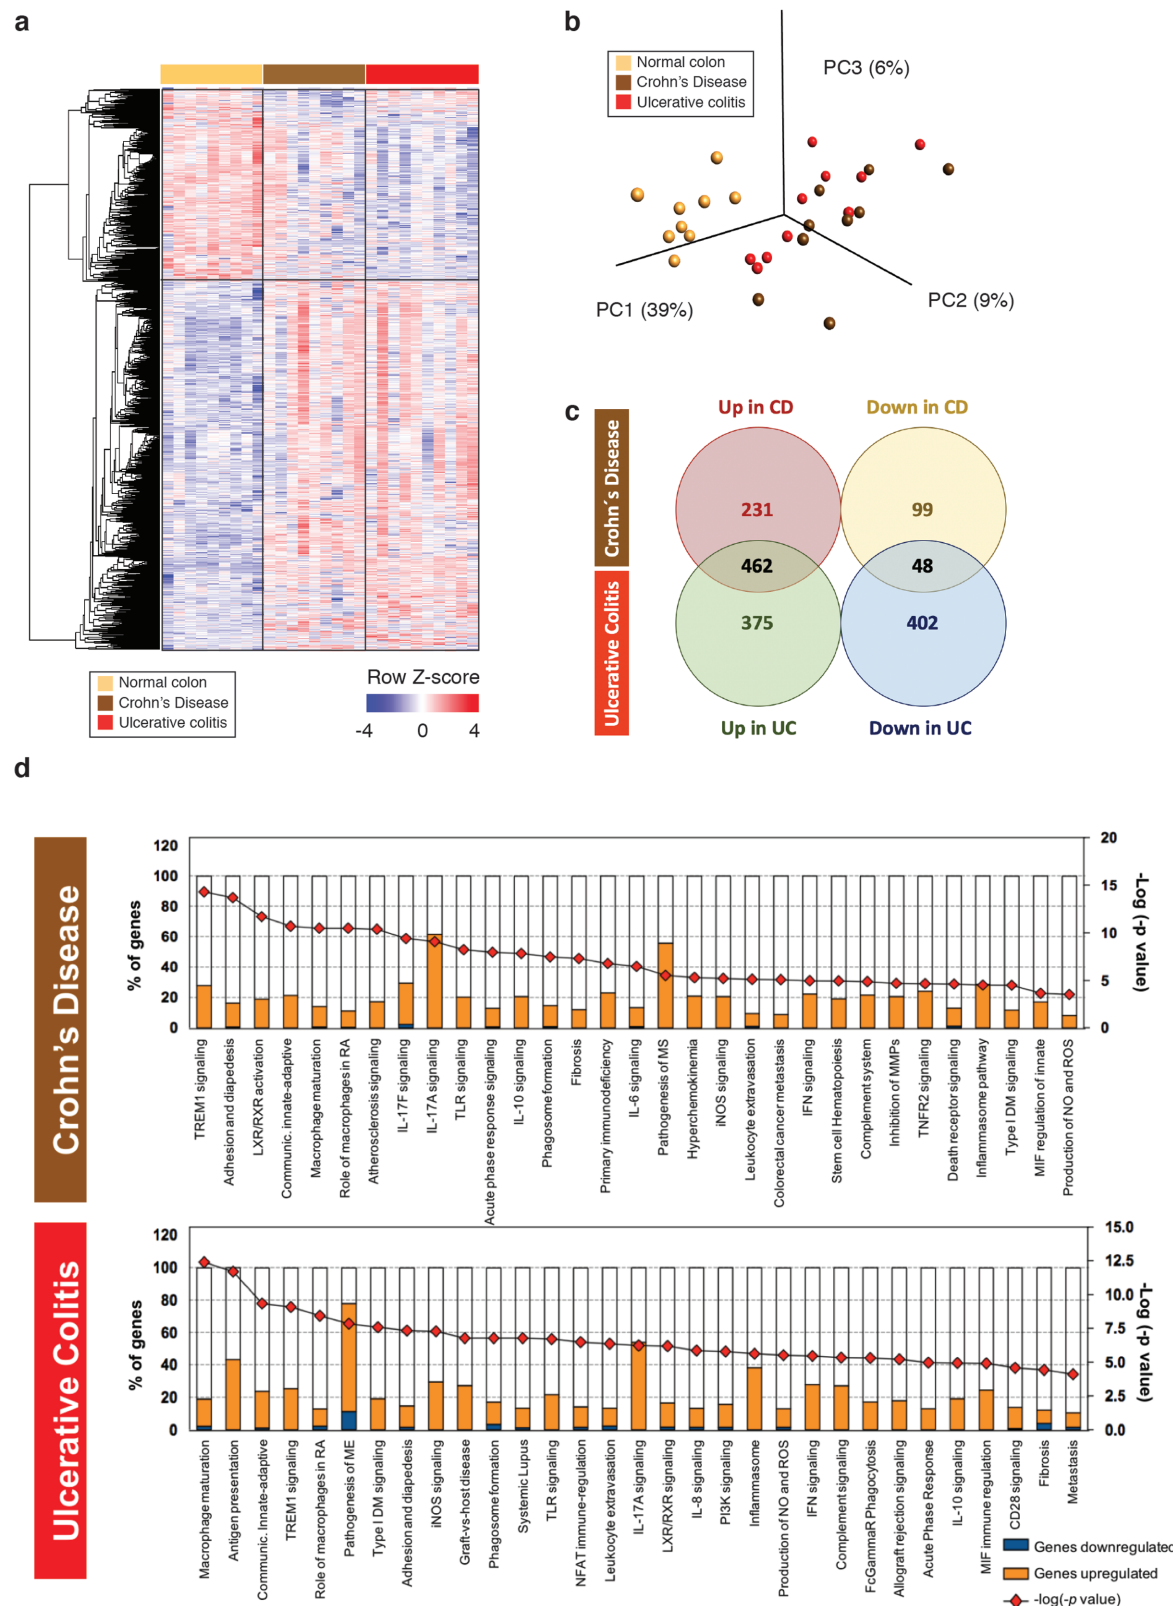 a
Normal colon
Crohn's Disease
Ulcerative colitis
Row Z-score
-4 0 4
b
Normal colon
Crohn's Disease
Ulcerative colitis
PC3 (6%)
PC1 (39%)
PC2 (9%)
c
Crohn´s Disease
Ulcerative Colitis
Up in CD
Down in CD
231
99
462
48
375
402
Up in UC
Down in UC
d
Crohn's Disease
% of genes
120
100
80
60
40
20
0
20
15
10
5
0
-Log (-p value)
TREM1 signaling
Adhesion and diapedesis
LXR/RXR activation
Communic. innate-adaptive
Macrophage maturation
Role of macrophages in RA
Atherosclerosis signaling
IL-17F signaling
IL-17A signaling
TLR signaling
Acute phase response signaling
IL-10 signaling
Phagosome formation
Fibrosis
Primary immunodeficiency
IL-6 signaling
Pathogenesis of MS
Hyperchemokinemia
iNOS signaling
Leukocyte extravasation
Colorectal cancer metastasis
IFN signaling
Stem cell Hematopoiesis
Complement system
Inhibition of MMPs
TNFR2 signaling
Death receptor signaling
Inflammasome pathway
Type I DM signaling
MIF regulation of innate
Production of NO and ROS
Ulcerative Colitis
% of genes
120
100
80
60
40
20
0
15.0
12.5
10.0
7.5
5.0
2.5
0.0
-Log (-p value)
Macrophage maturation
Antigen presentation
Communic. Innate-adaptive
TREM1 signaling
Role of macrophages in RA
Pathogenesis of ME
Type I DM signaling
Adhesion and diapedesis
iNOS signaling
Graft-vs-host disease
Phagosome formation
Systemic Lupus
TLR signaling
NFAT immune-regulation
Leukocyte extravasation
IL-17A signaling
LXR/RXR signaling
IL-8 signaling
PI3K signaling
Inflammasome
Production of NO and ROS
IFN signaling
Complement signaling
FcGammaR Phagocytosis
Allograft rejection signaling
Acute Phase Response
IL-10 signaling
MIF immune regulation
CD28 signaling
Fibrosis
Metastasis
Genes downregulated
Genes upregulated
-log(-p value)